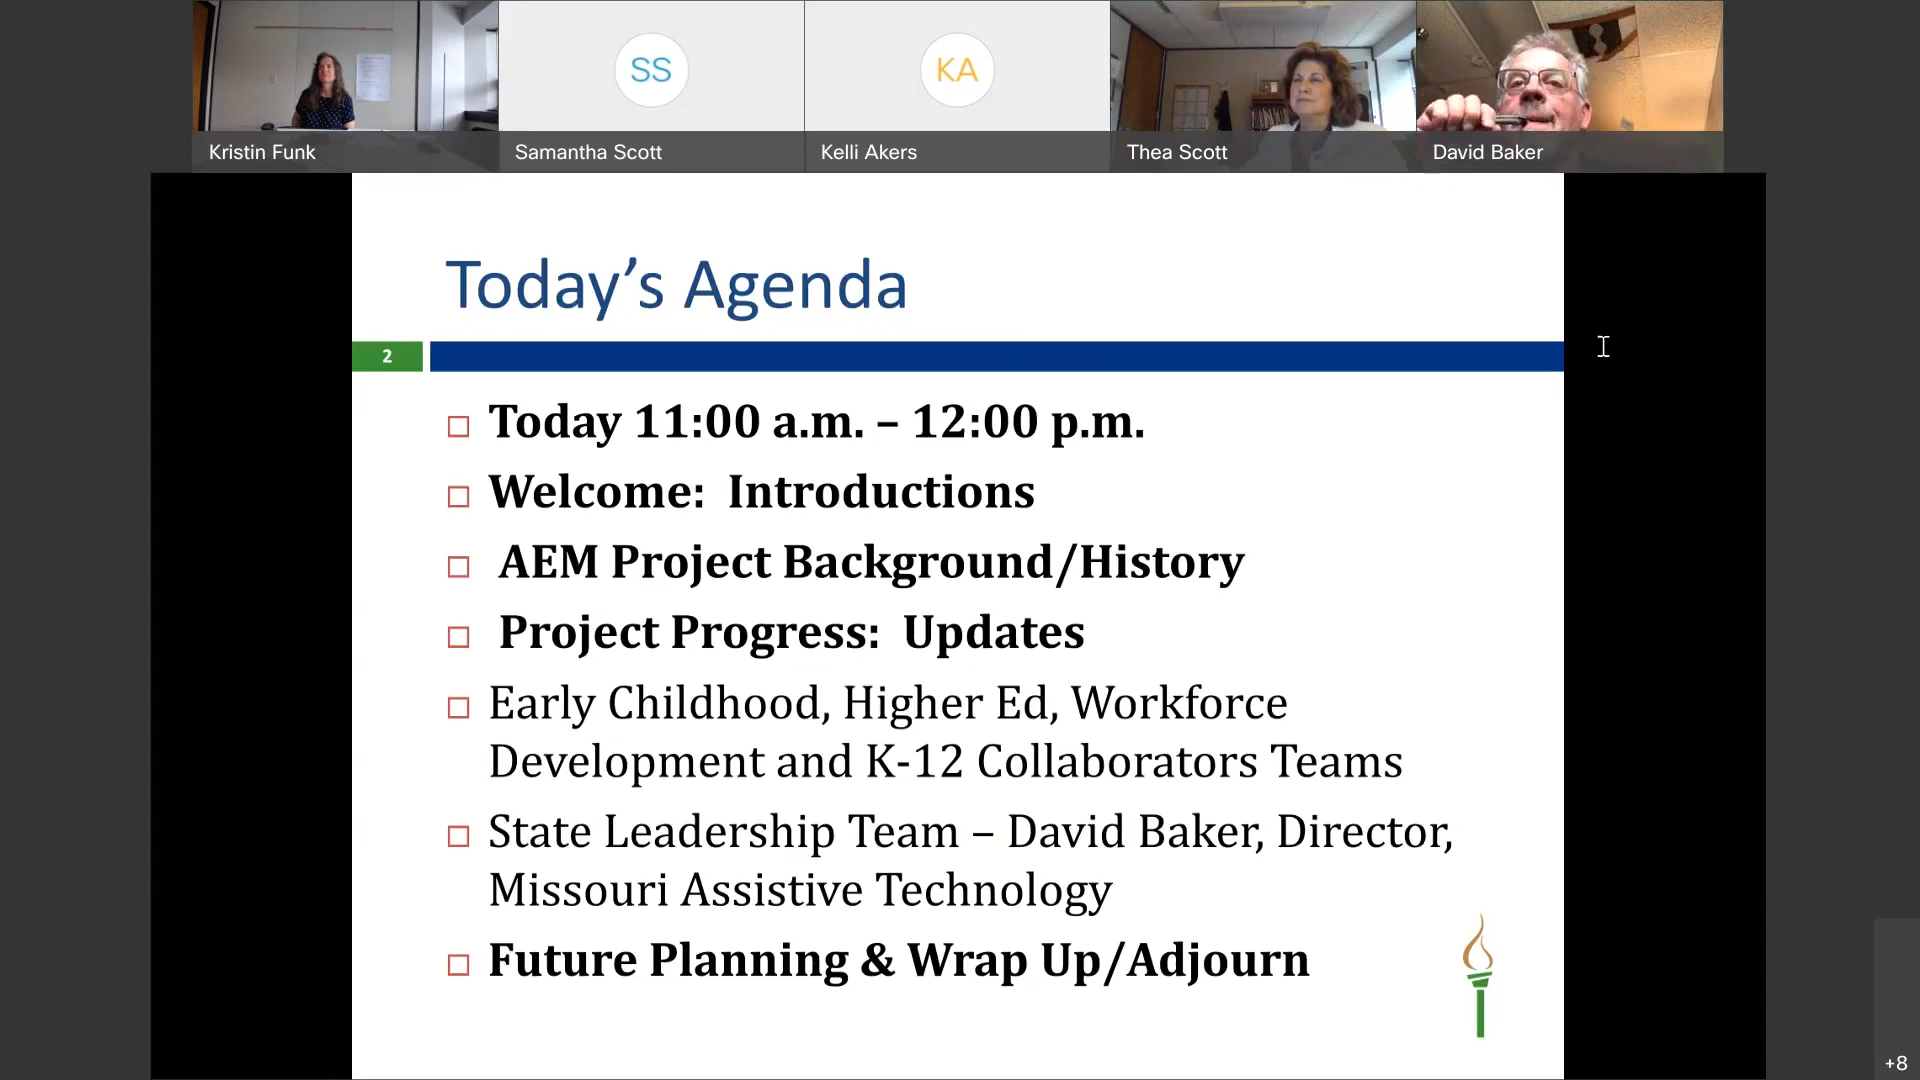 SS
KA
Kristin Funk
Samantha Scott
Kelli Akers
Thea Scott
David Baker
Today’s Agenda
2
Today 11:00 a.m. – 12:00 p.m.
Welcome:  Introductions
AEM Project Background/History
Project Progress:  Updates
Early Childhood, Higher Ed, Workforce
Development and K-12 Collaborators Teams
State Leadership Team – David Baker, Director,
Missouri Assistive Technology
Future Planning & Wrap Up/Adjourn
+8